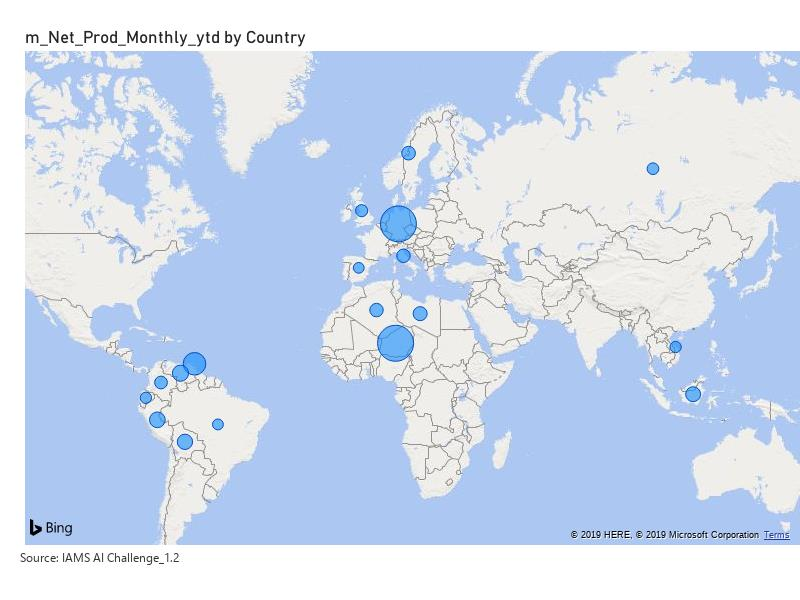 m_Net_Prod_Monthly_ytd by Country
Bing
© 2019 HERE, © 2019 Microsoft Corporation Terms
Source: IAMS AI Challenge_1.2